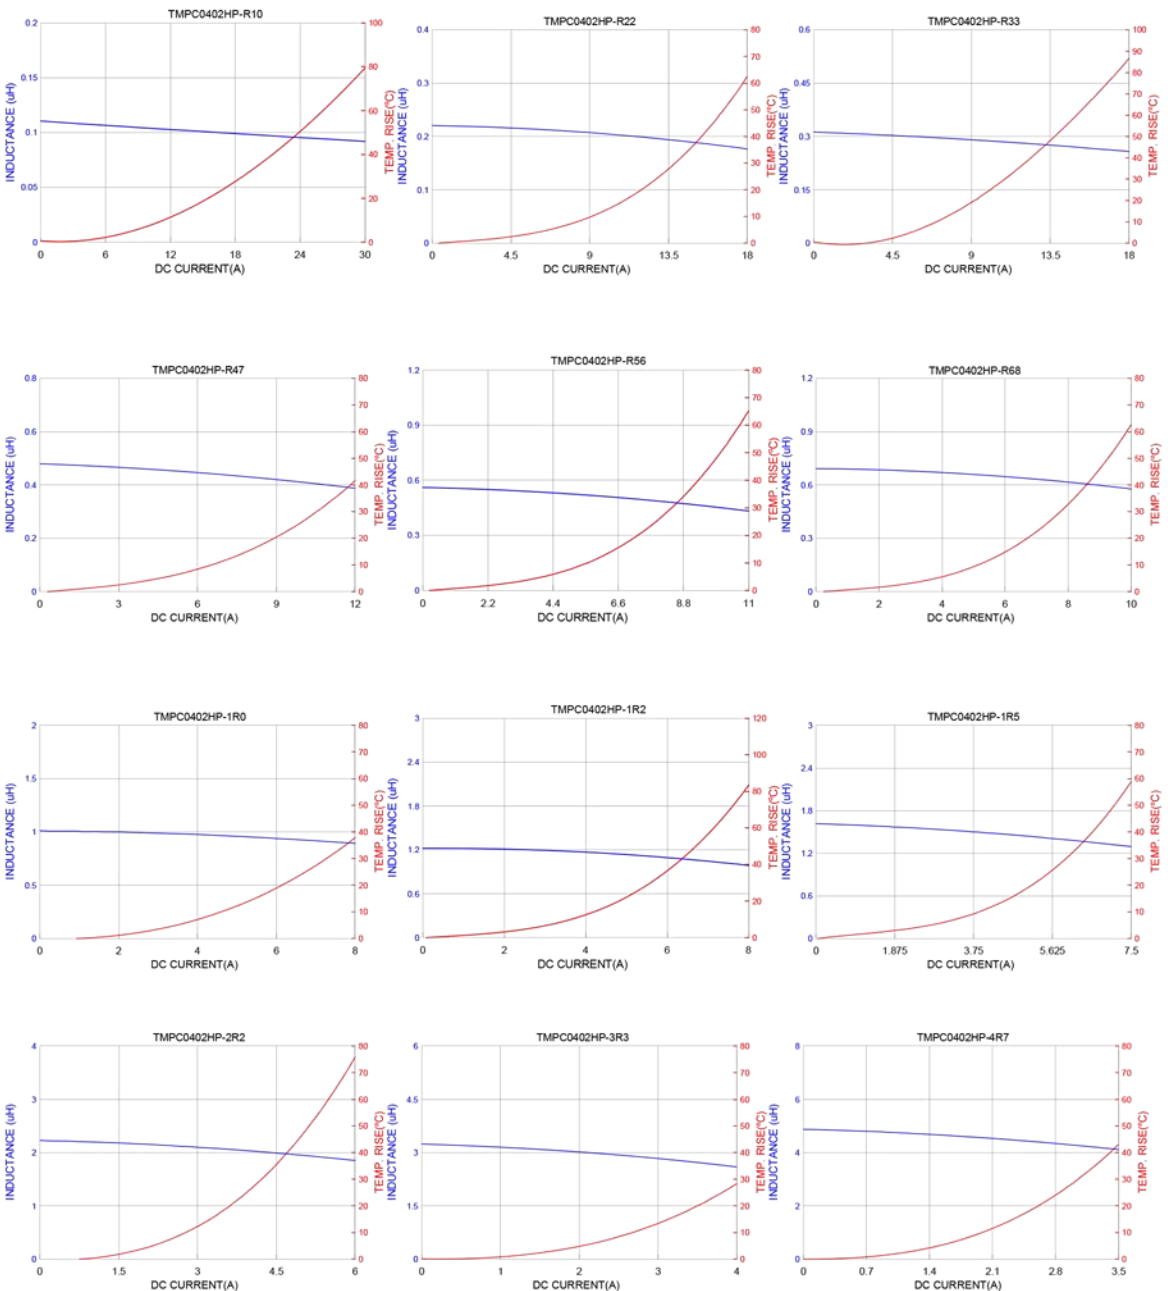 TMPC0402HP-R10
INDUCTANCE (uH)
0.2
0.15
0.1
0.05
0
TEMP. RISE(ºC)
100
80
60
40
20
0
0 6 12 18 24 30
DC CURRENT(A)
TMPC0402HP-R22
INDUCTANCE (uH)
0.4
0.3
0.2
0.1
0
TEMP. RISE(ºC)
80
70
60
50
40
30
20
10
0
0 4.5 9 13.5 18
DC CURRENT(A)
TMPC0402HP-R33
INDUCTANCE (uH)
0.6
0.45
0.3
0.15
0
TEMP. RISE(ºC)
100
90
80
70
60
50
40
30
20
10
0
0 4.5 9 13.5 18
DC CURRENT(A)
TMPC0402HP-R47
INDUCTANCE (uH)
0.8
0.6
0.4
0.2
0
TEMP. RISE(ºC)
80
70
60
50
40
30
20
10
0
0 3 6 9 12
DC CURRENT(A)
TMPC0402HP-R56
INDUCTANCE (uH)
1.2
0.9
0.6
0.3
0
TEMP. RISE(ºC)
80
70
60
50
40
30
20
10
0
0 2.2 4.4 6.6 8.8 11
DC CURRENT(A)
TMPC0402HP-R68
INDUCTANCE (uH)
1.2
0.9
0.6
0.3
0
TEMP. RISE(ºC)
80
70
60
50
40
30
20
10
0
0 2 4 6 8 10
DC CURRENT(A)
TMPC0402HP-1R0
INDUCTANCE (uH)
2
1.5
1
0.5
0
TEMP. RISE(ºC)
80
70
60
50
40
30
20
10
0
0 2 4 6 8
DC CURRENT(A)
TMPC0402HP-1R2
INDUCTANCE (uH)
3
2.4
1.8
1.2
0.6
0
TEMP. RISE(ºC)
120
100
80
60
40
20
0
0 2 4 6 8
DC CURRENT(A)
TMPC0402HP-1R5
INDUCTANCE (uH)
3
2.4
1.8
1.2
0.6
0
TEMP. RISE(ºC)
80
70
60
50
40
30
20
10
0
0 1.875 3.75 5.625 7.5
DC CURRENT(A)
TMPC0402HP-2R2
INDUCTANCE (uH)
4
3
2
1
0
TEMP. RISE(ºC)
80
70
60
50
40
30
20
10
0
0 1.5 3 4.5 6
DC CURRENT(A)
TMPC0402HP-3R3
INDUCTANCE (uH)
6
4.5
3
1.5
0
TEMP. RISE(ºC)
80
70
60
50
40
30
20
10
0
0 1 2 3 4
DC CURRENT(A)
TMPC0402HP-4R7
INDUCTANCE (uH)
8
6
4
2
0
TEMP. RISE(ºC)
80
70
60
50
40
30
20
10
0
0 0.7 1.4 2.1 2.8 3.5
DC CURRENT(A)